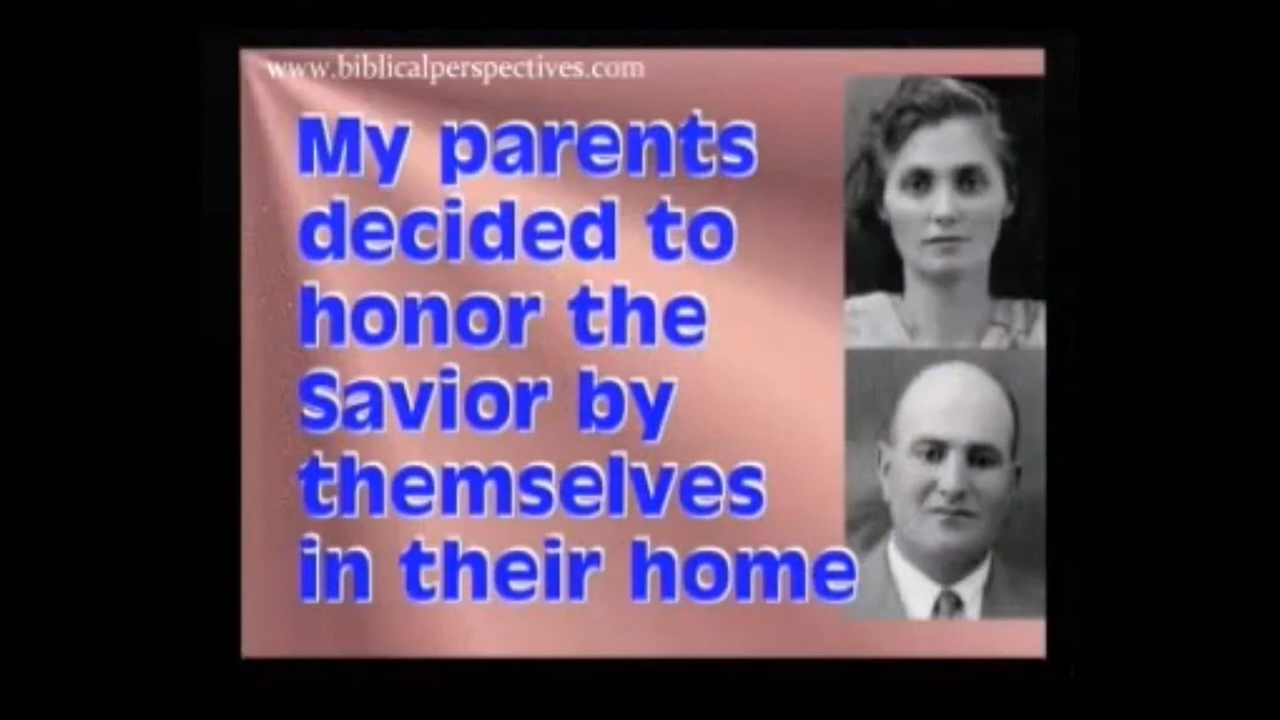 www.biblicalperspectives.com
My parents
decided to
honor the
Savior by
themselves
in their home